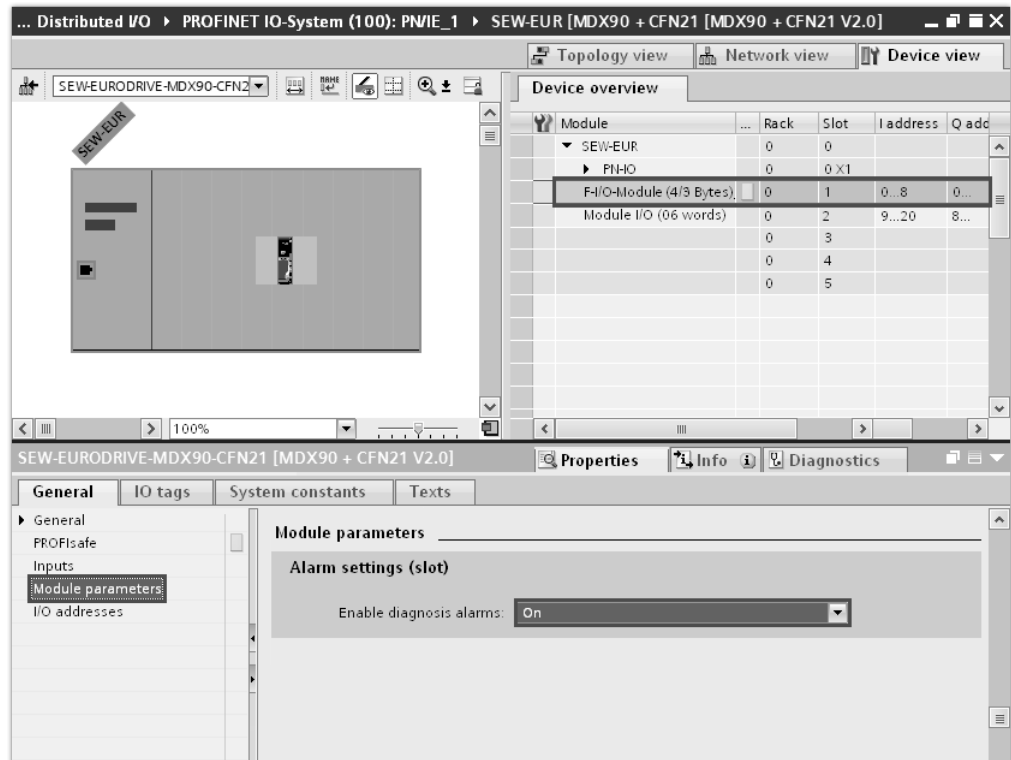 ... Distributed I/O ▸ PROFINET IO-System (100): PN/IE_1 ▸ SEW-EUR [MDX90 + CFN21 [MDX90 + CFN21 V2.0]
Topology view Network view Device view
SEW-EURODRIVE-MDX90-CFN2
NAME
Device overview
Module ... Rack Slot I address Q add
SEW-EUR 0 0
PN-IO 0 0 X1
F-I/O-Module (4/3 Bytes) 0 1 0...8 0...
Module I/O (06 words) 0 2 9...20 8...
0 3
0 4
0 5
SEW-EUR
100%
SEW-EURODRIVE-MDX90-CFN21 [MDX90 + CFN21 V2.0]
Properties Info Diagnostics
General IO tags System constants Texts
General
PROFIsafe
Inputs
Module parameters
I/O addresses
Module parameters
Alarm settings (slot)
Enable diagnosis alarms: On